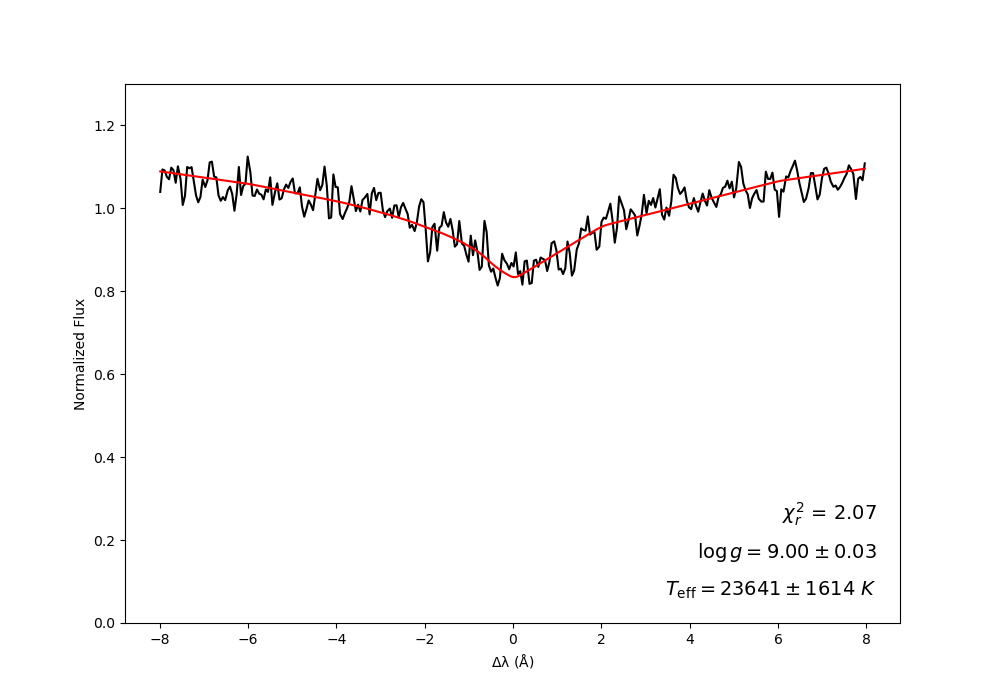 1.2
1.0
0.8
0.6
0.4
0.2
0.0
Normalized Flux
χ²ᵣ = 2.07
log g = 9.00 ± 0.03
T_eff = 23641 ± 1614 K
−8 −6 −4 −2 0 2 4 6 8
Δλ (Å)